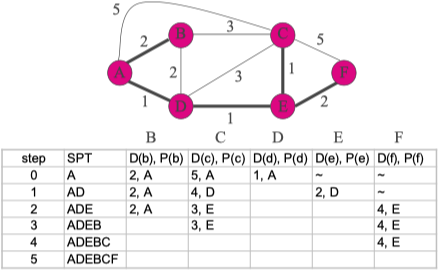 5
B
3
C
2
5
A
2
3
1
F
1
D
1
E
2
B C D E F
step SPT D(b), P(b) D(c), P(c) D(d), P(d) D(e), P(e) D(f), P(f)
0 A 2, A 5, A 1, A ~ ~
1 AD 2, A 4, D 2, D ~
2 ADE 2, A 3, E 4, E
3 ADEB 3, E 4, E
4 ADEBC 4, E
5 ADEBCF